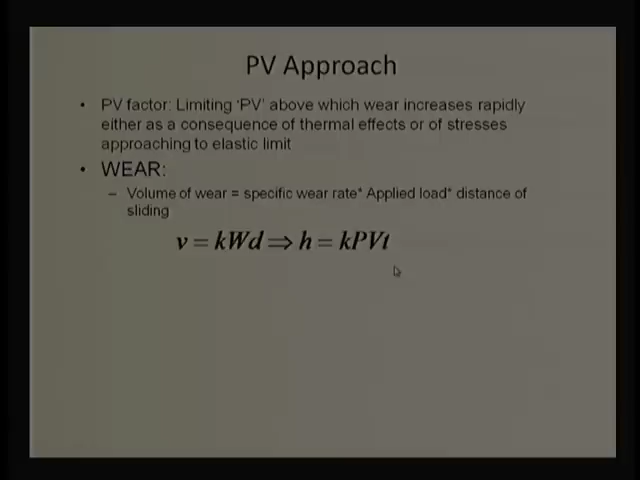 PV Approach
• PV factor: Limiting 'PV' above which wear increases rapidly
either as a consequence of thermal effects or of stresses
approaching to elastic limit
• WEAR:
– Volume of wear = specific wear rate* Applied load* distance of
sliding
v = kWd ⇒ h = kPVt